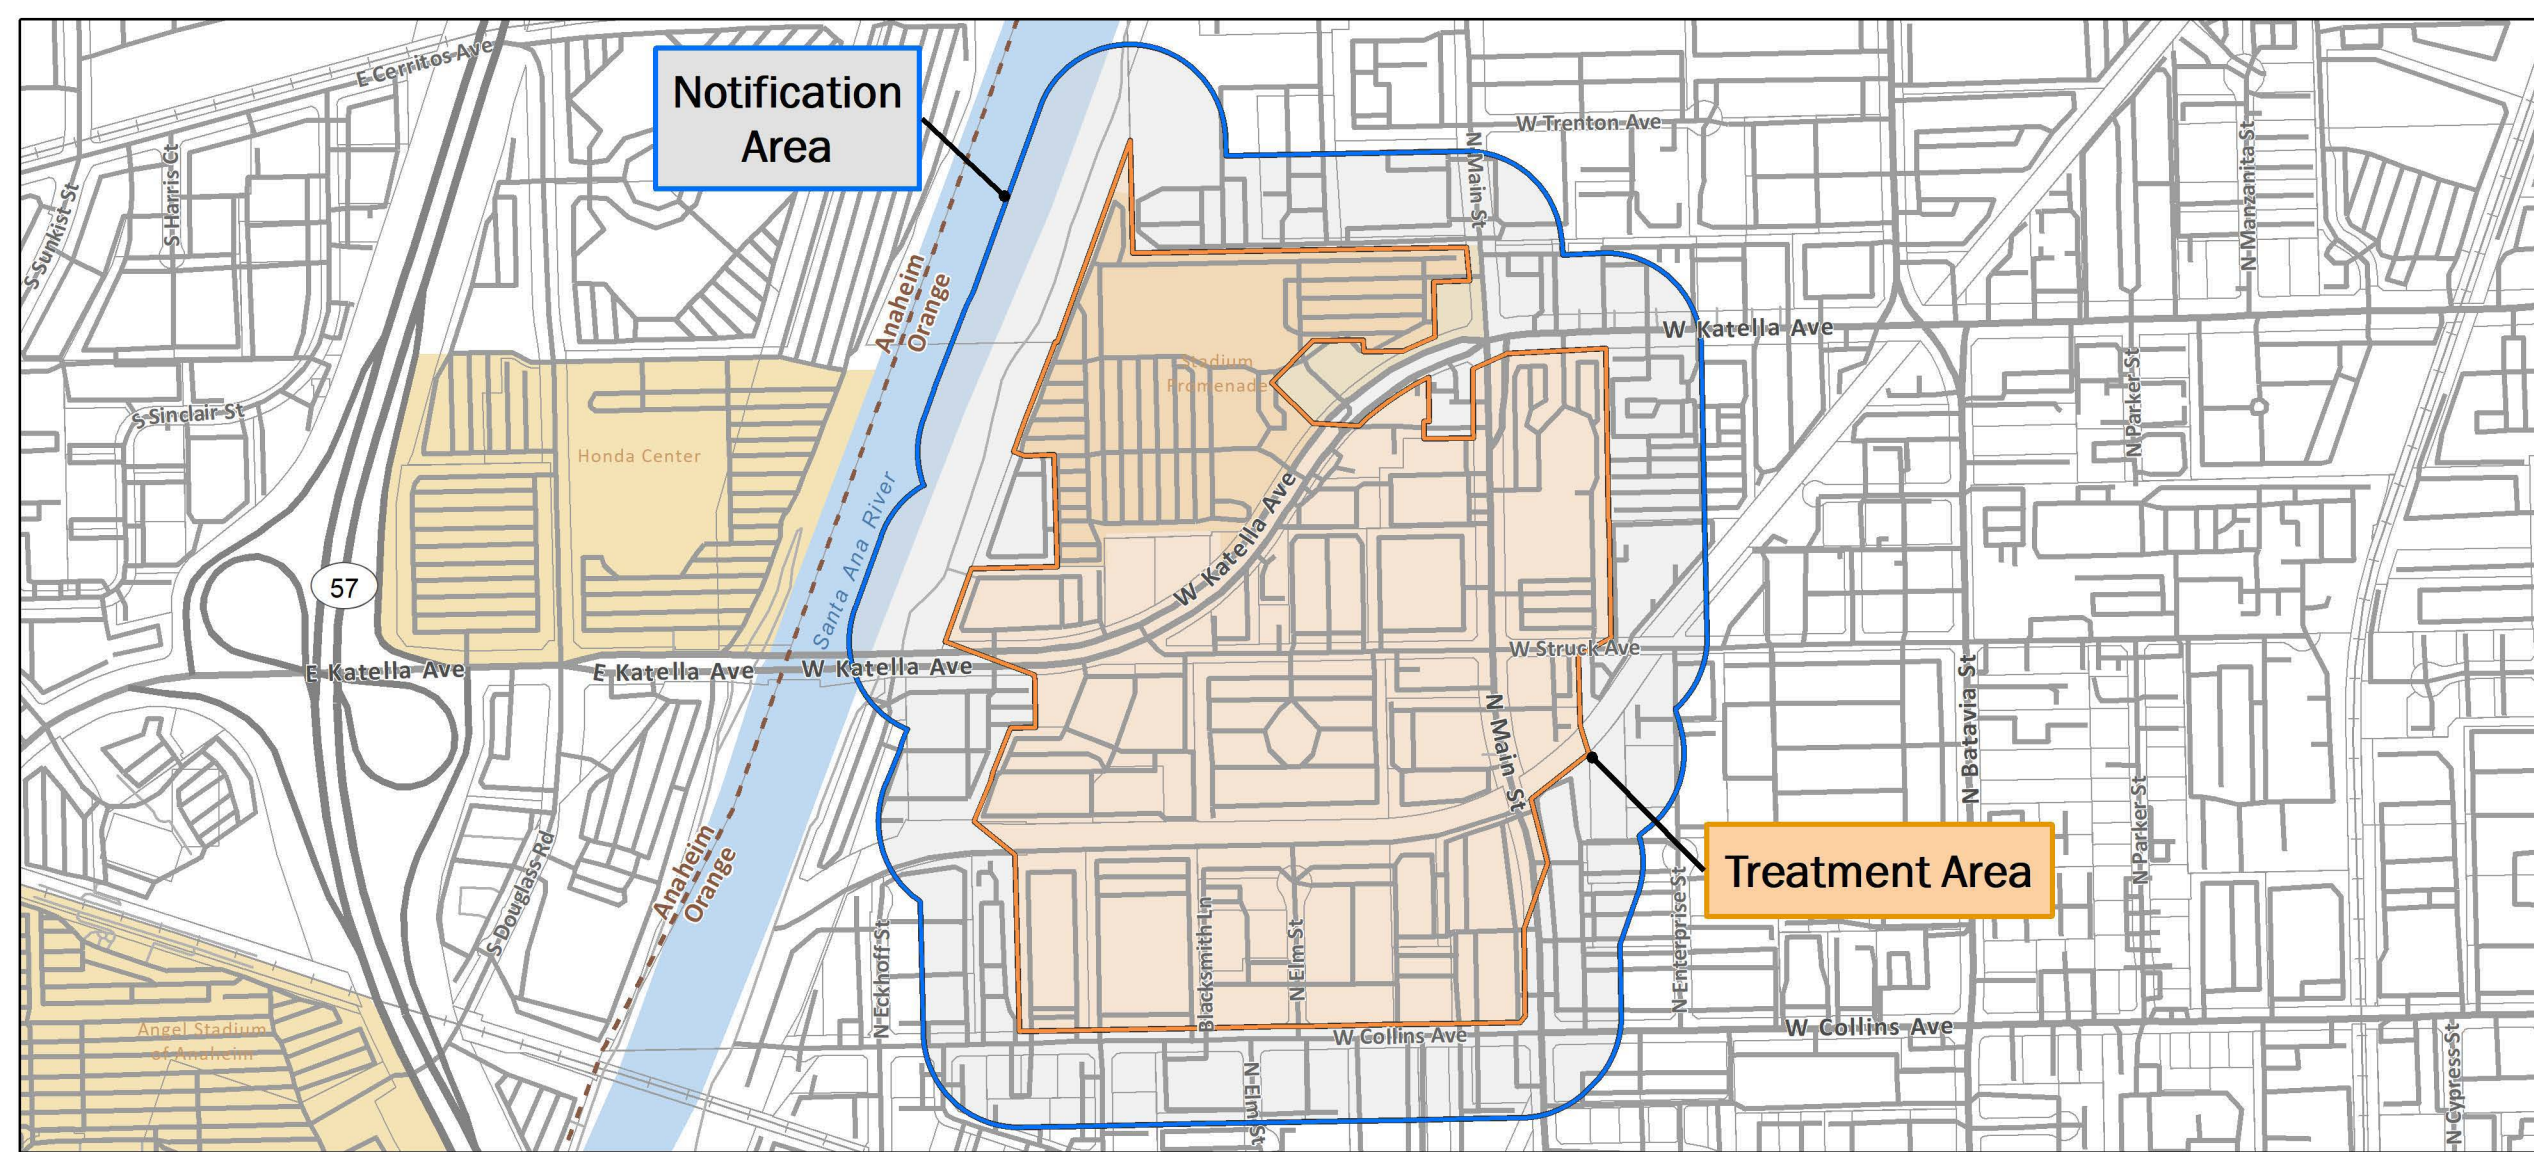 E Cerritos Ave
Notification
Area
W Trenton Ave
N Main St
N Manzanita St
S Harris Ct
S Sunkist St
Anaheim
Orange
W Katella Ave
Stadium
Promenade
N Parker St
S Sinclair St
Honda Center
Santa Ana River
W Katella Ave
57
E Katella Ave
E Katella Ave
W Katella Ave
W Struck Ave
N Main St
N Batavia St
N Parker St
Treatment Area
Anaheim
Orange
S Douglass Rd
N Eckhoff St
Blacksmith Ln
N Elm St
N Enterprise St
Angel Stadium
of Anaheim
W Collins Ave
W Collins Ave
N Elm St
N Cypress St